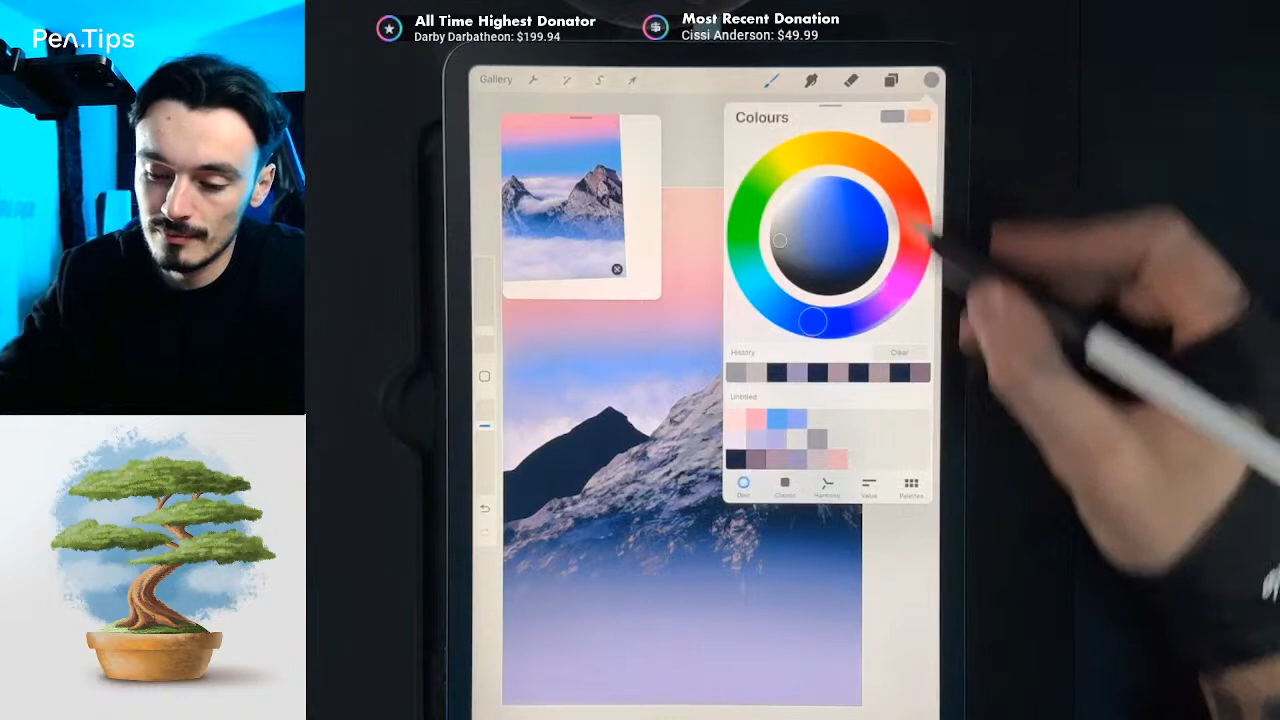 Pen.Tips
All Time Highest Donator
Darby Darbatheon: $199.94
Most Recent Donation
Cissi Anderson: $49.99
Gallery
Colours
History
Clear
Untitled
Disc
Classic
Harmony
Value
Palettes